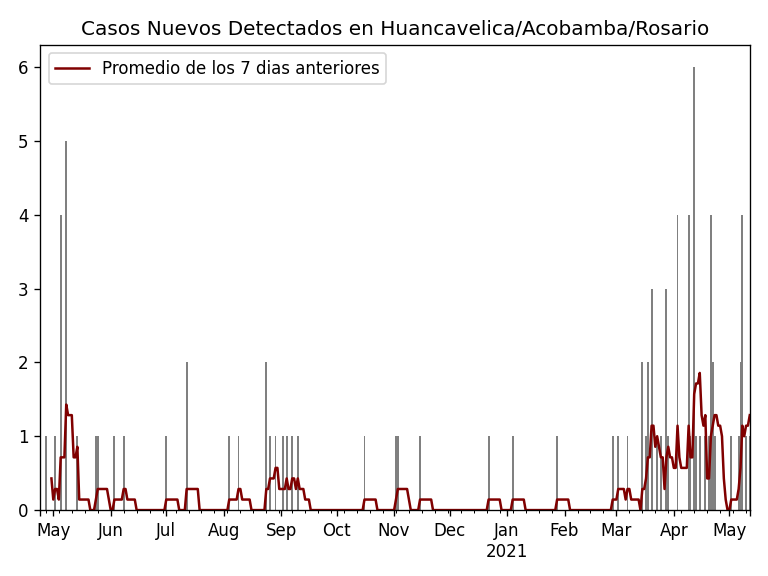 Casos Nuevos Detectados en Huancavelica/Acobamba/Rosario
Promedio de los 7 dias anteriores
6
5
4
3
2
1
0
May Jun Jul Aug Sep Oct Nov Dec Jan Feb Mar Apr May
2021